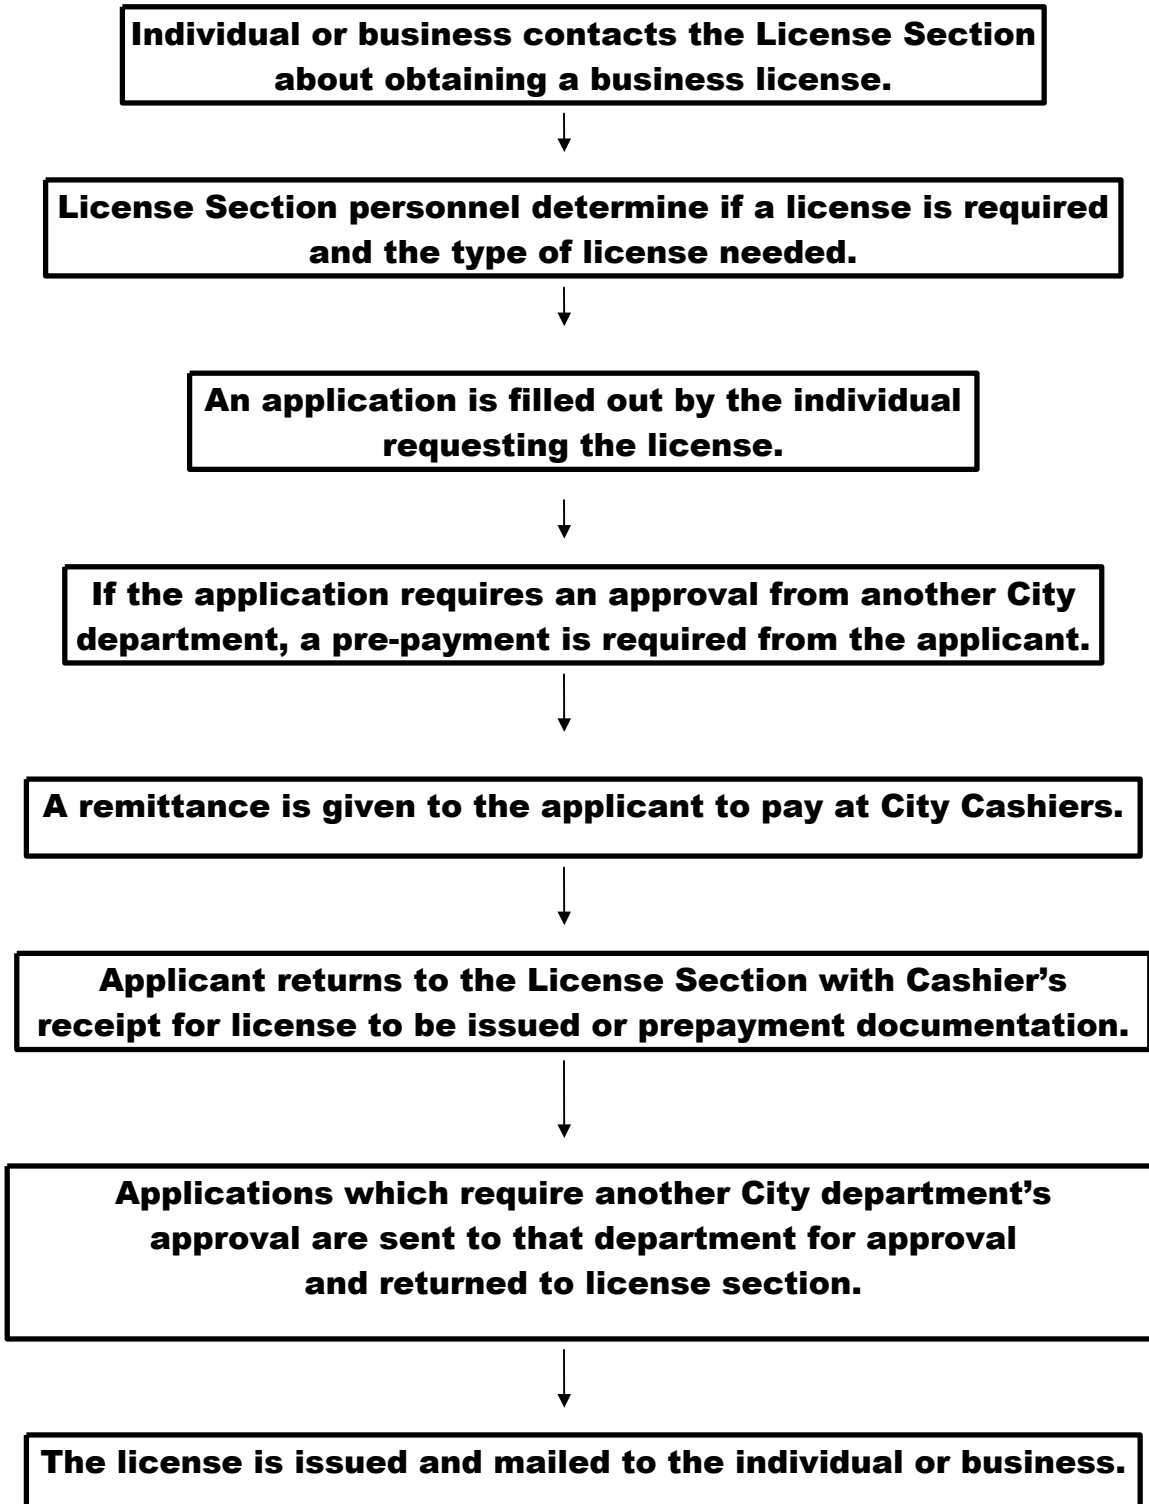 Individual or business contacts the License Section
about obtaining a business license.
License Section personnel determine if a license is required
and the type of license needed.
An application is filled out by the individual
requesting the license.
If the application requires an approval from another City
department, a pre-payment is required from the applicant.
A remittance is given to the applicant to pay at City Cashiers.
Applicant returns to the License Section with Cashier’s
receipt for license to be issued or prepayment documentation.
Applications which require another City department’s
approval are sent to that department for approval
and returned to license section.
The license is issued and mailed to the individual or business.